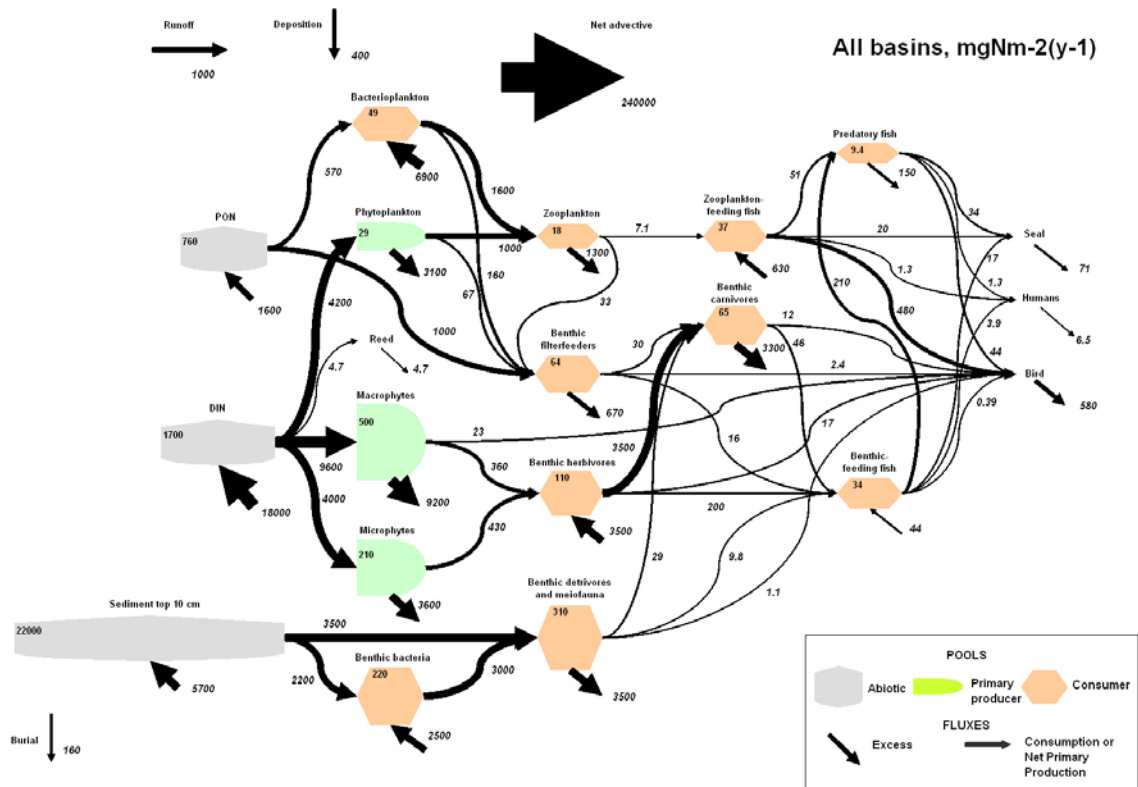 Runoff
1000
Deposition
400
Net advective
240000
All basins, mgNm-2(y-1)
Bacterioplankton
49
6900
570
1600
PON
760
1600
Phytoplankton
29
3100
1000
160
67
4200
1000
Zooplankton
18
1300
7.1
33
Zooplankton-
feeding fish
37
630
Predatory fish
9.4
150
51
34
20
Seal
71
17
1.3
1.3
Humans
6.5
210
480
3.9
44
Bird
580
0.39
Benthic
carnivores
65
3300
12
46
Benthic
filterfeeders
64
670
30
2.4
16
Reed
4.7
4.7
DIN
1700
18000
9600
4000
Macrophytes
500
9200
23
360
430
Microphytes
210
3600
Benthic herbivores
110
3500
3500
17
200
Benthic-
feeding fish
34
44
29
9.8
1.1
Benthic detrivores
and meiofauna
310
3500
Sediment top 10 cm
22000
5700
3500
2200
3000
Benthic bacteria
220
2500
Burial
160
POOLS
Abiotic
Primary
producer
Consumer
FLUXES
Excess
Consumption or
Net Primary
Production